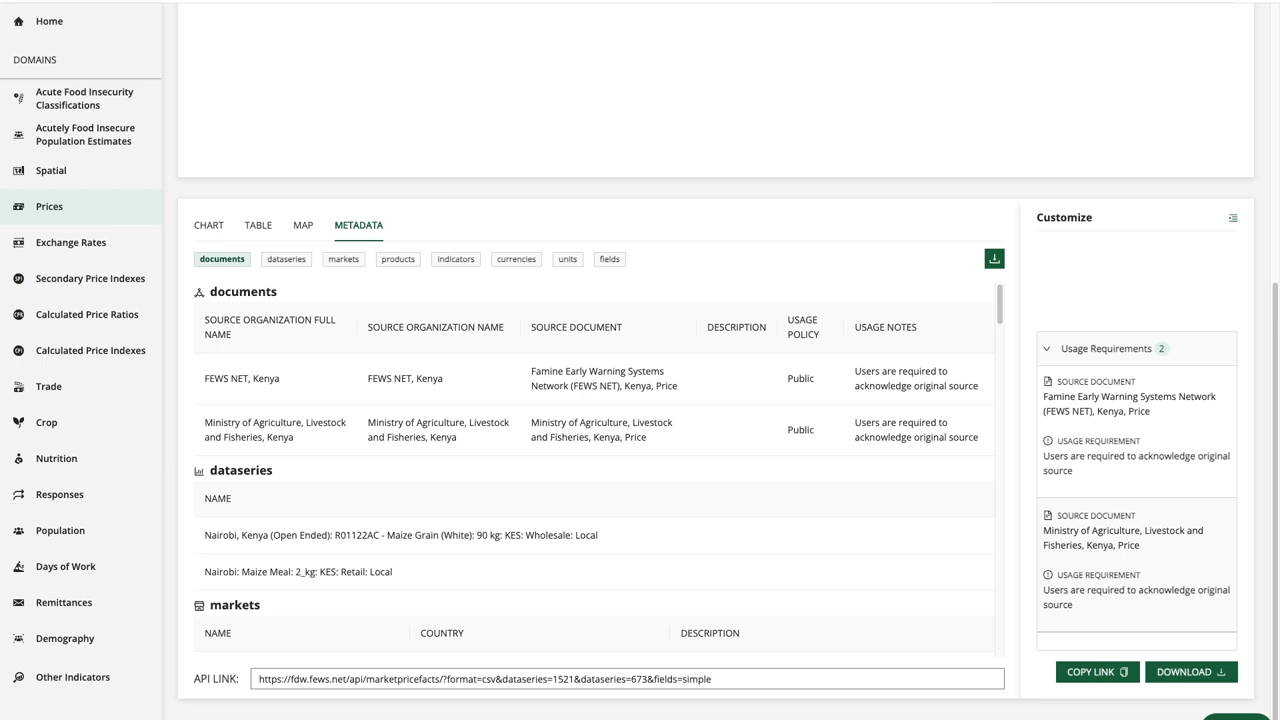 Home
DOMAINS
Acute Food Insecurity
Classifications
Acutely Food Insecure
Population Estimates
Spatial
Prices
Exchange Rates
Secondary Price Indexes
Calculated Price Ratios
Calculated Price Indexes
Trade
Crop
Nutrition
Responses
Population
Days of Work
Remittances
Demography
Other Indicators
CHART TABLE MAP METADATA
documents dataseries markets products indicators currencies units fields
documents
SOURCE ORGANIZATION FULL
NAME
SOURCE ORGANIZATION NAME
SOURCE DOCUMENT
DESCRIPTION
USAGE
POLICY
USAGE NOTES
FEWS NET, Kenya
FEWS NET, Kenya
Famine Early Warning Systems
Network (FEWS NET), Kenya, Price
Public
Users are required to
acknowledge original source
Ministry of Agriculture, Livestock
and Fisheries, Kenya
Ministry of Agriculture, Livestock
and Fisheries, Kenya
Ministry of Agriculture, Livestock
and Fisheries, Kenya, Price
Public
Users are required to
acknowledge original source
dataseries
NAME
Nairobi, Kenya (Open Ended): R01122AC - Maize Grain (White): 90 kg: KES: Wholesale: Local
Nairobi: Maize Meal: 2_kg: KES: Retail: Local
markets
NAME COUNTRY DESCRIPTION
API LINK: https://fdw.fews.net/api/marketpricefacts/?format=csv&dataseries=1521&dataseries=673&fields=simple
Customize
Usage Requirements 2
SOURCE DOCUMENT
Famine Early Warning Systems Network
(FEWS NET), Kenya, Price
USAGE REQUIREMENT
Users are required to acknowledge original
source
SOURCE DOCUMENT
Ministry of Agriculture, Livestock and
Fisheries, Kenya, Price
USAGE REQUIREMENT
Users are required to acknowledge original
source
COPY LINK DOWNLOAD